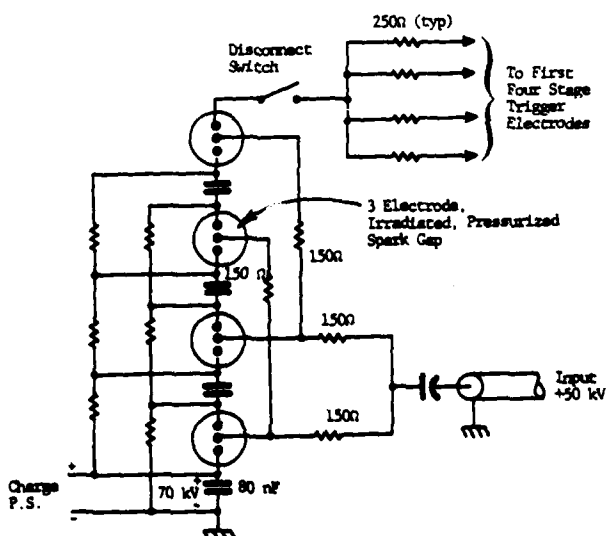 250Ω (typ)
Disconnect
Switch
To First
Four Stage
Trigger
Electrodes
3 Electrode,
Irradiated, Pressurized
Spark Gap
150Ω
150 Ω
150Ω
Input
+50 kV
150Ω
Charge
P.S.
+
-
70 kV
+
-
80 nF